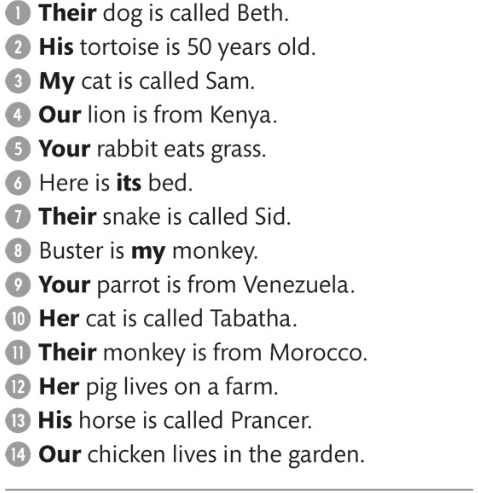 1 Their dog is called Beth.
2 His tortoise is 50 years old.
3 My cat is called Sam.
4 Our lion is from Kenya.
5 Your rabbit eats grass.
6 Here is its bed.
7 Their snake is called Sid.
8 Buster is my monkey.
9 Your parrot is from Venezuela.
10 Her cat is called Tabatha.
11 Their monkey is from Morocco.
12 Her pig lives on a farm.
13 His horse is called Prancer.
14 Our chicken lives in the garden.